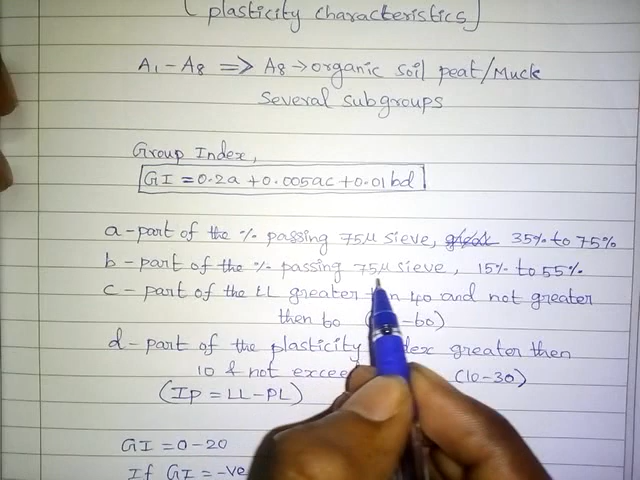 [plasticity characteristics]
A1-A8 => A8→organic soil peat/Muck
Several subgroups
Group Index,
GI = 0.2a + 0.005ac + 0.01bd
a-part of the % passing 75μ sieve, 35% to 75%
b-part of the % passing 75μ sieve, 15% to 55%
c-part of the LL greater n 40 and not greater
then 60 ( -60)
d-part of the plasticity dex greater then
10 & not excee (10-30)
(Ip = LL-PL)
GI = 0-20
If GI = -ve